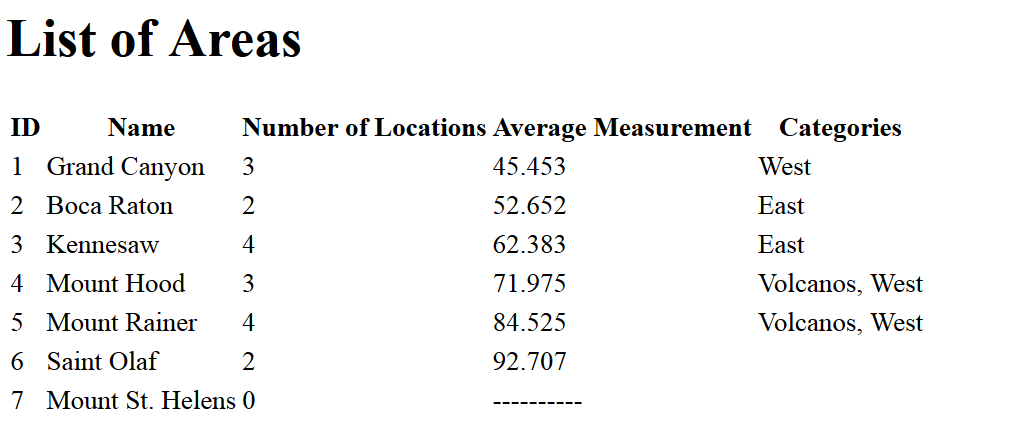 List of Areas
ID Name Number of Locations Average Measurement Categories
1 Grand Canyon 3 45.453 West
2 Boca Raton 2 52.652 East
3 Kennesaw 4 62.383 East
4 Mount Hood 3 71.975 Volcanos, West
5 Mount Rainer 4 84.525 Volcanos, West
6 Saint Olaf 2 92.707
7 Mount St. Helens 0 ----------